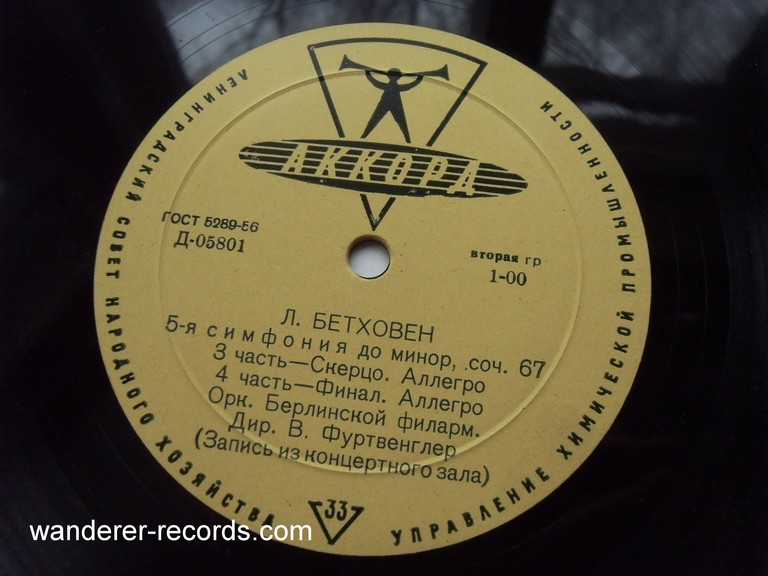 ЛЕНИНГРАДСКИЙ СОВЕТ НАРОДНОГО ХОЗЯЙСТВА
УПРАВЛЕНИЕ ХИМИЧЕСКОЙ ПРОМЫШЛЕННОСТИ
АККОРД
ГОСТ 5289-56
Д-05801
вторая гр
1-00
Л. БЕТХОВЕН
5-я симфония до минор, соч. 67
3 часть—Скерцо. Аллегро
4 часть—Финал. Аллегро
Орк. Берлинской филарм.
Дир. В. Фуртвенглер
(Запись из концертного зала)
33
wanderer-records.com